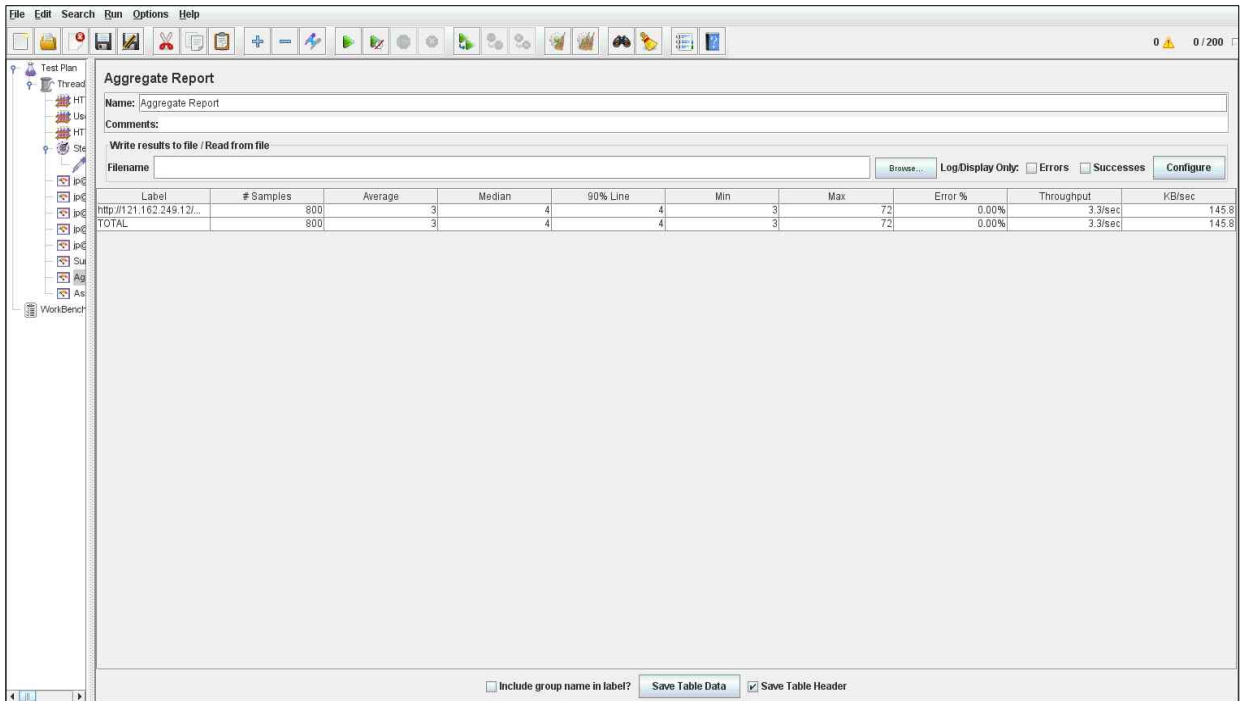 File Edit Search Run Options Help
0 0 / 200
Test Plan
Thread
HT
Use
HT
Ste
jp@
jp@
jp@
jp@
jp@
Sum
Ag
As
WorkBench
Aggregate Report
Name: Aggregate Report
Comments:
Write results to file / Read from file
Filename Browse... Log/Display Only: Errors Successes Configure
Label # Samples Average Median 90% Line Min Max Error % Throughput KB/sec
http://121.162.249.12/... 800 3 4 4 3 72 0.00% 3.3/sec 145.8
TOTAL 800 3 4 4 3 72 0.00% 3.3/sec 145.8
Include group name in label? Save Table Data Save Table Header